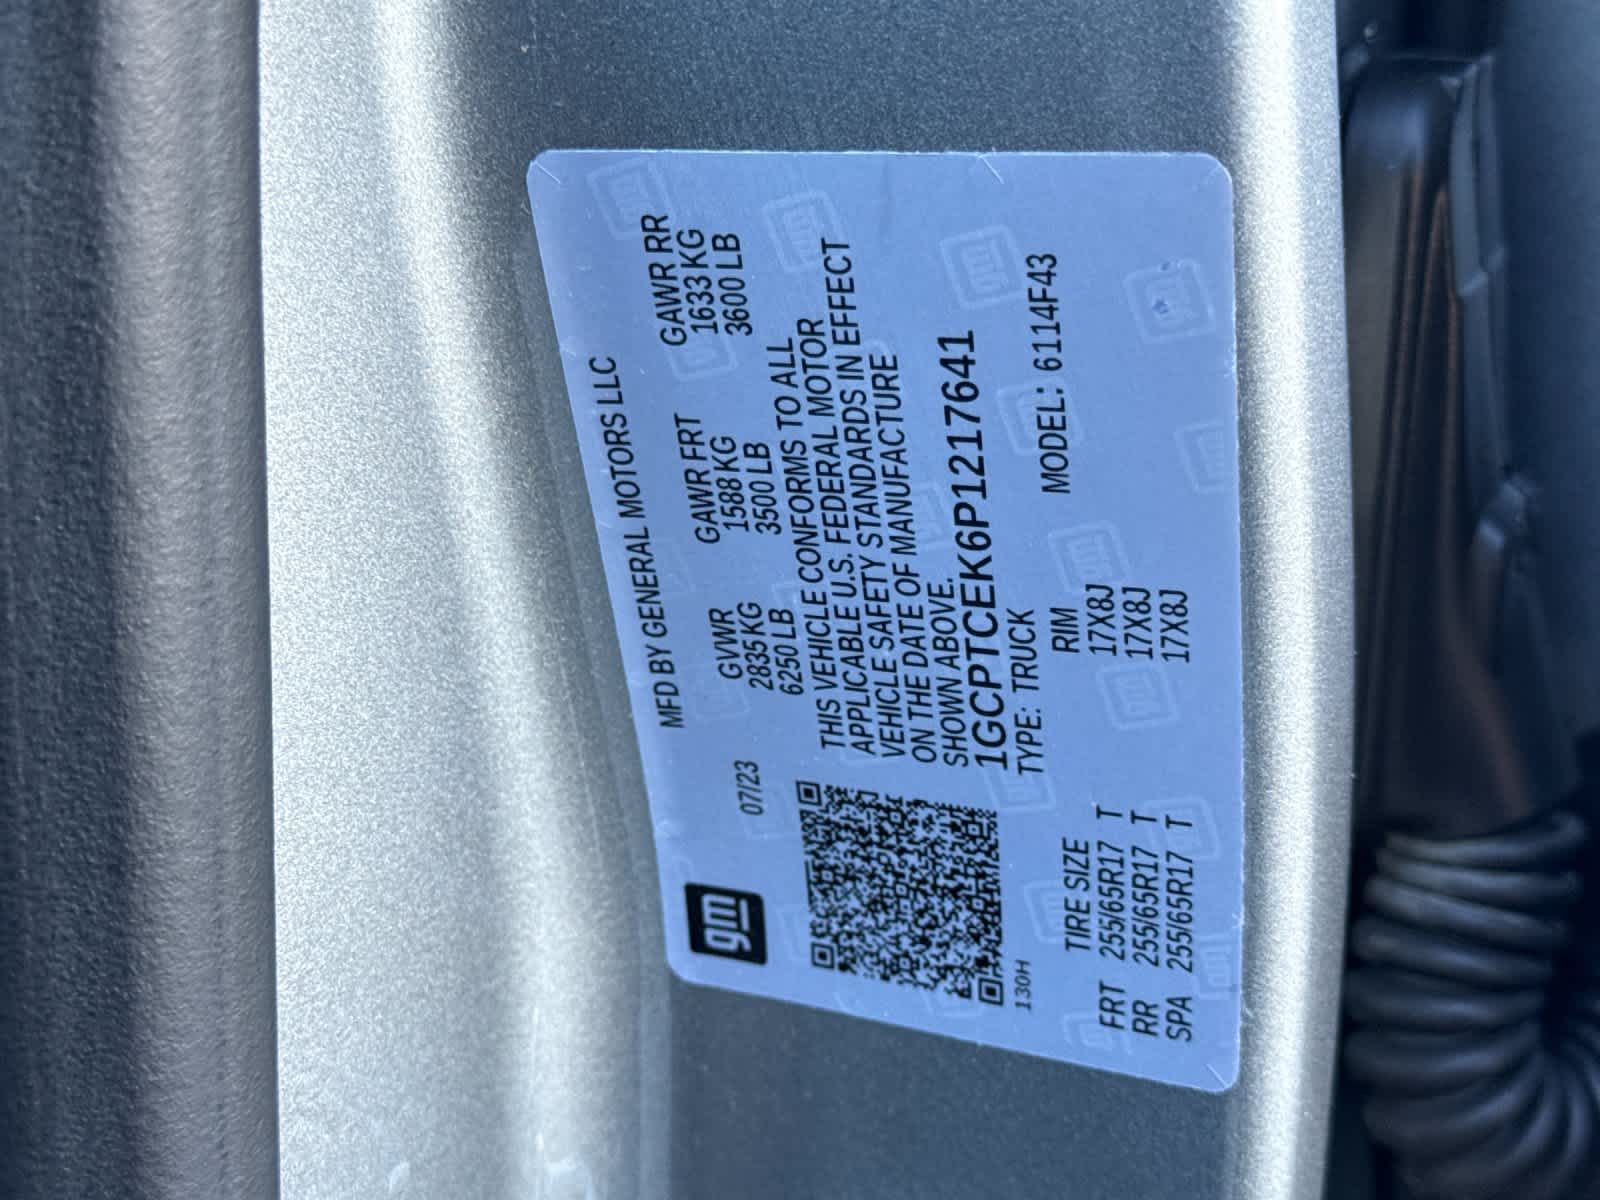 gm
MFD BY GENERAL MOTORS LLC
07/23
GVWR GAWR FRT GAWR RR
2835 KG 1588 KG 1633 KG
6250 LB 3500 LB 3600 LB
THIS VEHICLE CONFORMS TO ALL
APPLICABLE U.S. FEDERAL MOTOR
VEHICLE SAFETY STANDARDS IN EFFECT
ON THE DATE OF MANUFACTURE
SHOWN ABOVE.
1GCPTCEK6P1217641
TYPE: TRUCK MODEL: 6114F43
130H
TIRE SIZE RIM
FRT 255/65R17 T 17X8J
RR 255/65R17 T 17X8J
SPA 255/65R17 T 17X8J